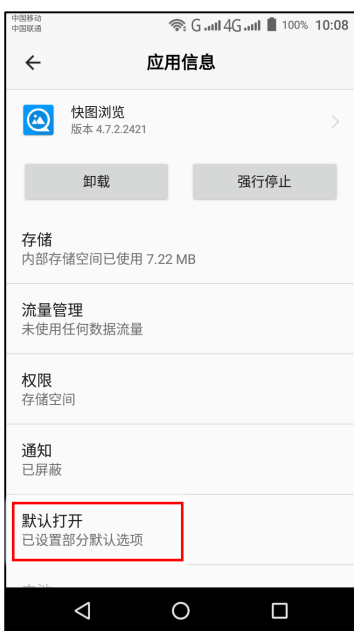 中国移动
中国联通
G 4G 100% 10:08
应用信息
快图浏览
版本 4.7.2.2421
卸载
强行停止
存储
内部存储空间已使用 7.22 MB
流量管理
未使用任何数据流量
权限
存储空间
通知
已屏蔽
默认打开
已设置部分默认选项